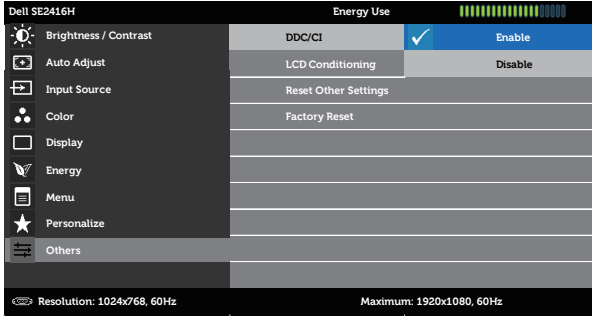 Dell SE2416H Energy Use
Brightness / Contrast DDC/CI Enable
Auto Adjust LCD Conditioning Disable
Input Source Reset Other Settings
Color Factory Reset
Display
Energy
Menu
Personalize
Others
Resolution: 1024x768, 60Hz Maximum: 1920x1080, 60Hz